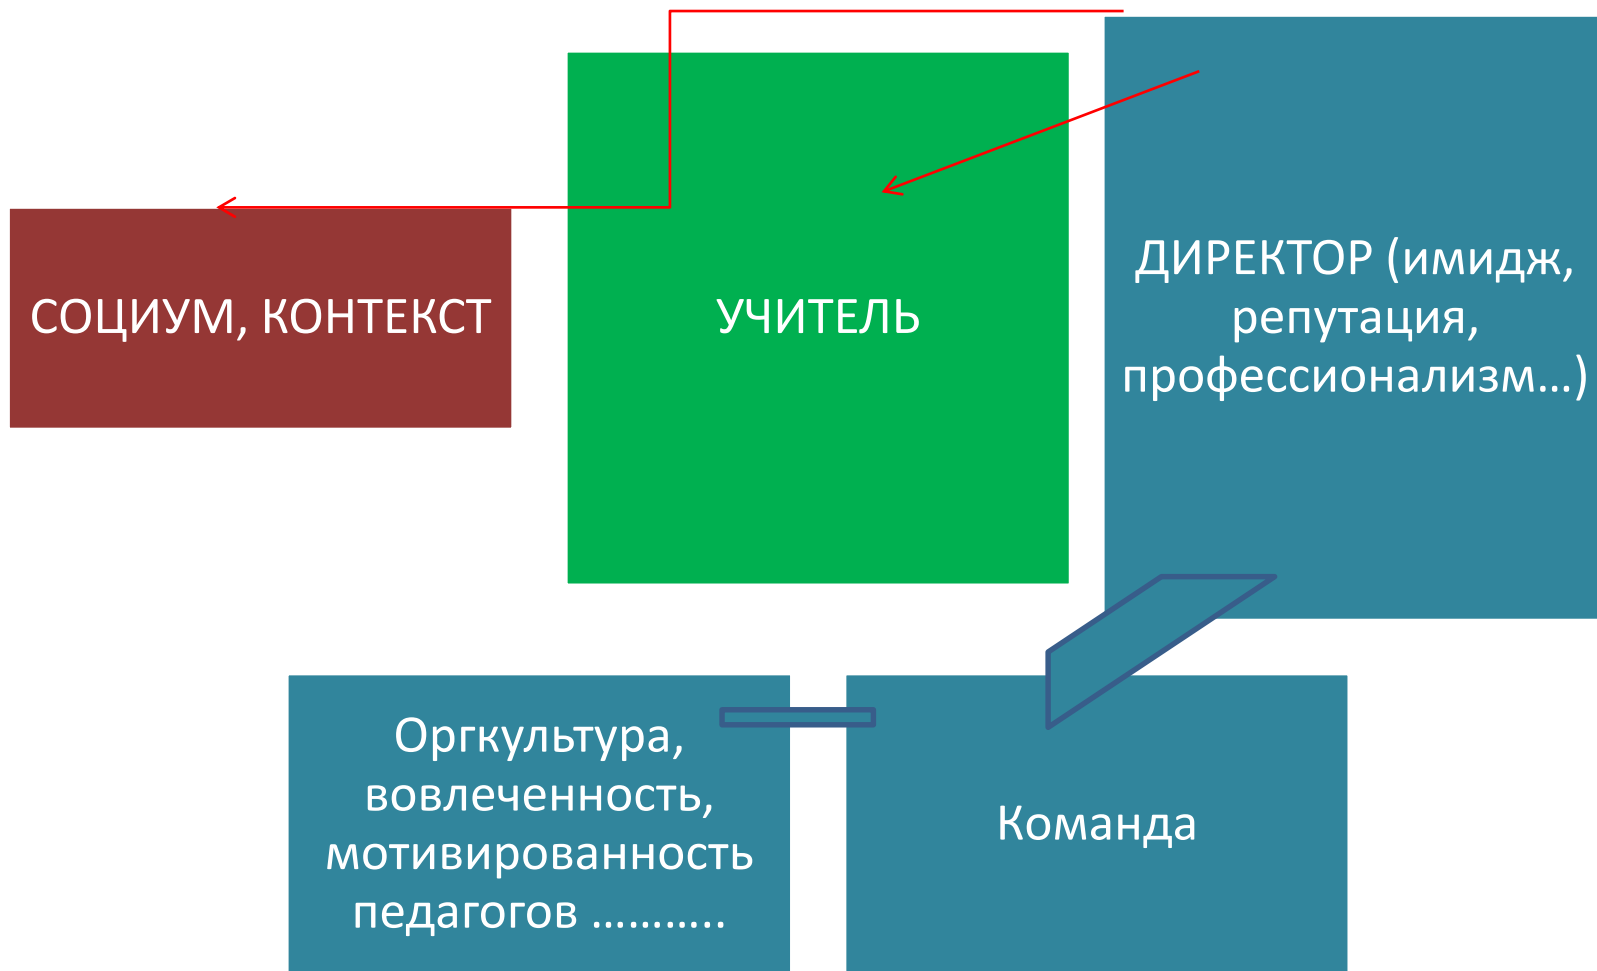 СОЦИУМ, КОНТЕКСТ
УЧИТЕЛЬ
ДИРЕКТОР (имидж,
репутация,
профессионализм…)
Оргкультура,
вовлеченность,
мотивированность
педагогов ………..
Команда